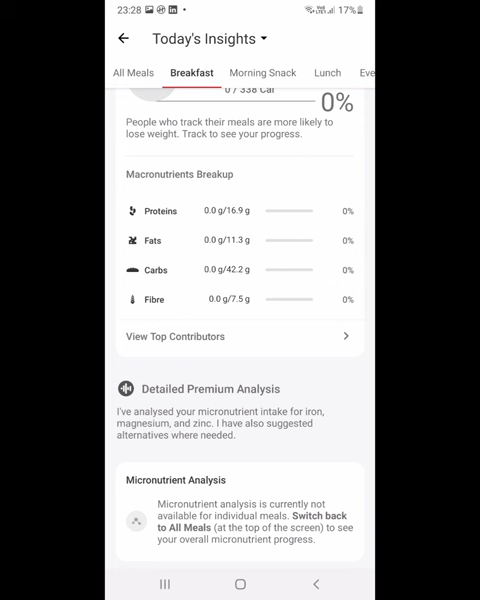 23:28 17%
Today's Insights
All Meals Breakfast Morning Snack Lunch Eve
0 / 338 Cal
0%
People who track their meals are more likely to
lose weight. Track to see your progress.
Macronutrients Breakup
Proteins 0.0 g/16.9 g 0%
Fats 0.0 g/11.3 g 0%
Carbs 0.0 g/42.2 g 0%
Fibre 0.0 g/7.5 g 0%
View Top Contributors
Detailed Premium Analysis
I've analysed your micronutrient intake for iron,
magnesium, and zinc. I have also suggested
alternatives where needed.
Micronutrient Analysis
Micronutrient analysis is currently not
available for individual meals. Switch back
to All Meals (at the top of the screen) to see
your overall micronutrient progress.